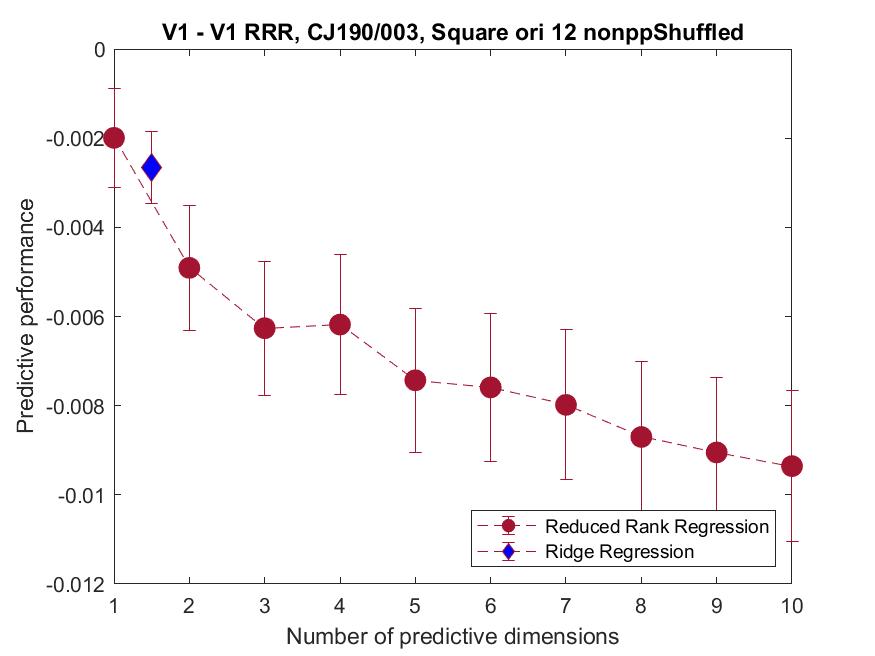 V1 - V1 RRR, CJ190/003, Square ori 12 nonppShuffled
0
-0.002
-0.004
-0.006
-0.008
-0.01
-0.012
Predictive performance
1 2 3 4 5 6 7 8 9 10
Number of predictive dimensions
Reduced Rank Regression
Ridge Regression